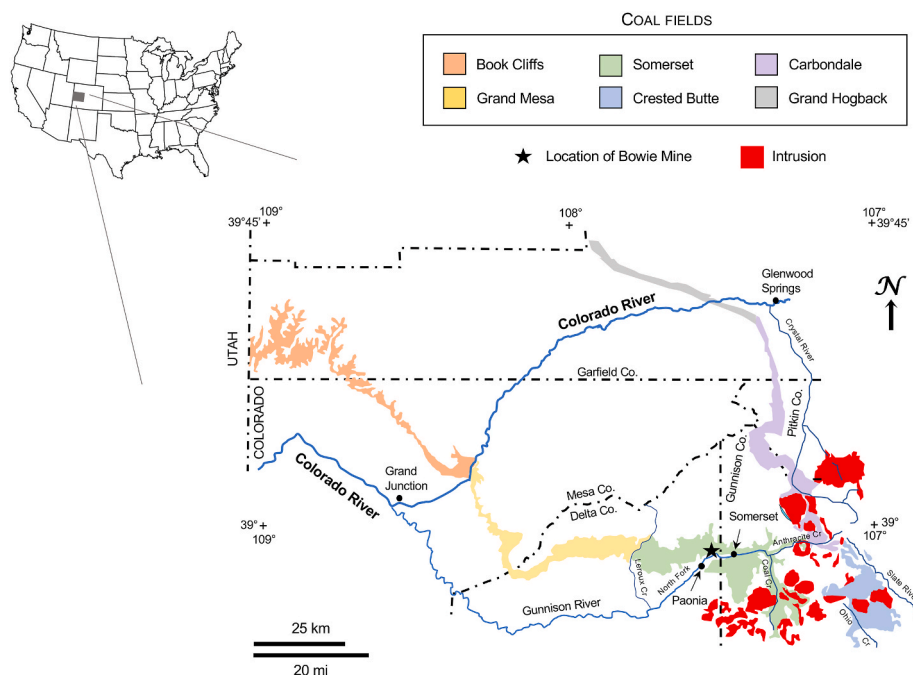 COAL FIELDS
Book Cliffs
Somerset
Carbondale
Grand Mesa
Crested Butte
Grand Hogback
Location of Bowie Mine
Intrusion
109°
39°45'
108°
107°
39°45'
Glenwood
Springs
N
Colorado River
Crystal River
UTAH
COLORADO
Garfield Co.
Pitkin Co.
Gunnison Co.
Grand
Junction
Colorado River
Mesa Co.
Delta Co.
39°
109°
Somerset
Anthracite Cr
39°
107°
Leroux Cr
North Fork
Coal Cr
Slate River
Paonia
Gunnison River
Ohio
Cr
25 km
20 mi